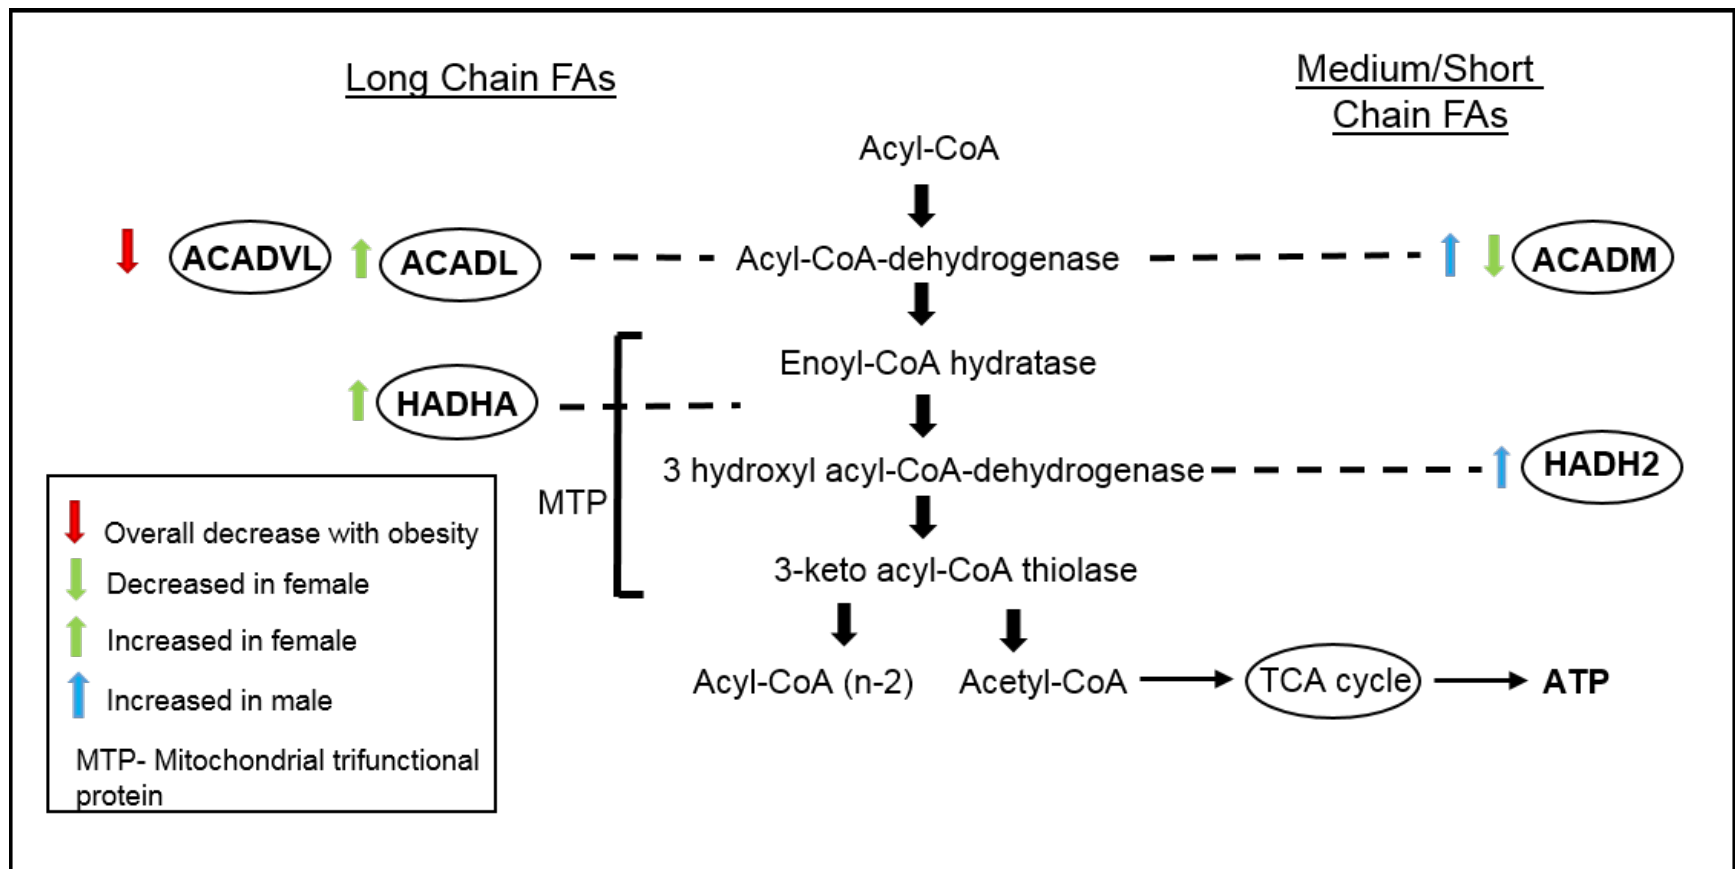 Long Chain FAs
Medium/Short
Chain FAs
Acyl-CoA
ACADVL
ACADL
Acyl-CoA-dehydrogenase
ACADM
Enoyl-CoA hydratase
HADHA
3 hydroxyl acyl-CoA-dehydrogenase
HADH2
MTP
3-keto acyl-CoA thiolase
Acyl-CoA (n-2)
Acetyl-CoA
TCA cycle
ATP
Overall decrease with obesity
Decreased in female
Increased in female
Increased in male
MTP- Mitochondrial trifunctional
protein